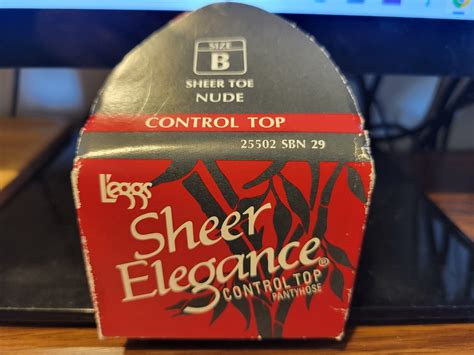 SIZE
B
SHEER TOE
NUDE
CONTROL TOP
25502 SBN 29
L'eggs
Sheer
Elegance®
CONTROL TOP
PANTYHOSE